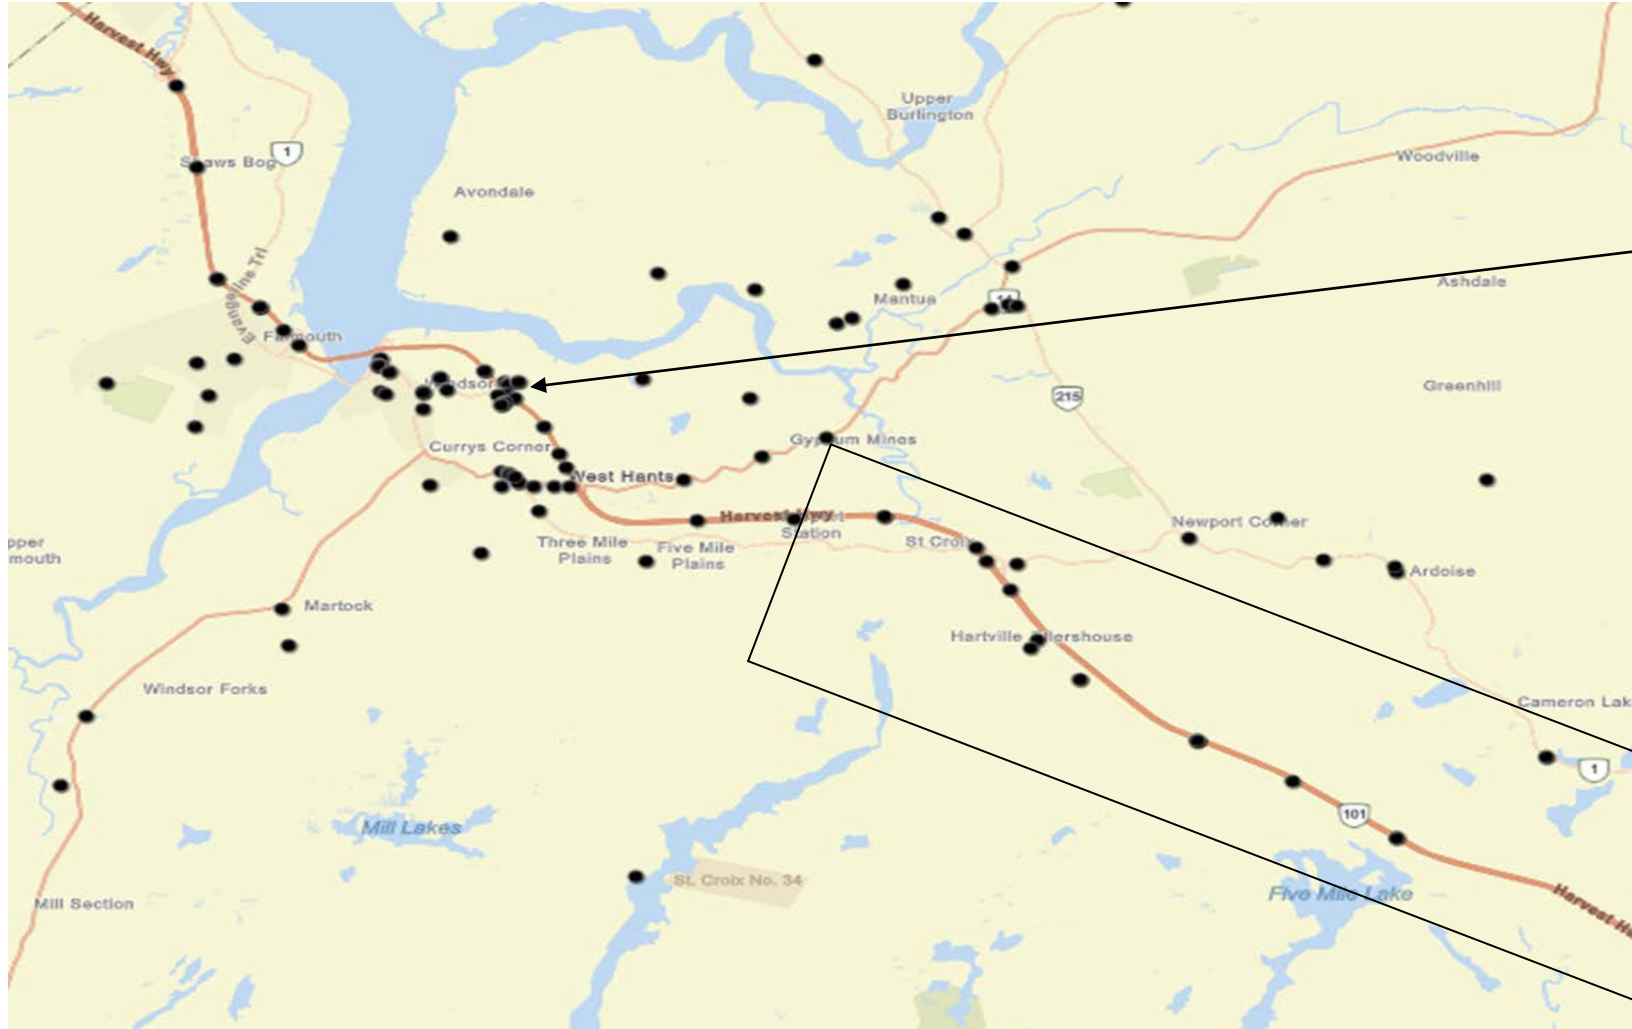 Harvest Hwy
Upper
Burlington
1
Shaws Bog
Woodville
Avondale
Evangeline Trl
Ashdale
Mantua
14
Falmouth
Windsor
Greenhill
215
Currys Corner
Gypsum Mines
West Hants
Harvest Hwy
Station
Newport Corner
Three Mile
Plains
Five Mile
Plains
St Croix
Ardoise
Martock
Hartville Ellershouse
Windsor Forks
Cameron Lak
1
101
Mill Lakes
St. Croix No. 34
Five Mile Lake
Mill Section
pper
mouth
Harvest H